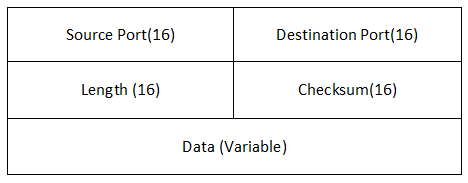 Source Port(16)
Destination Port(16)
Length (16)
Checksum(16)
Data (Variable)